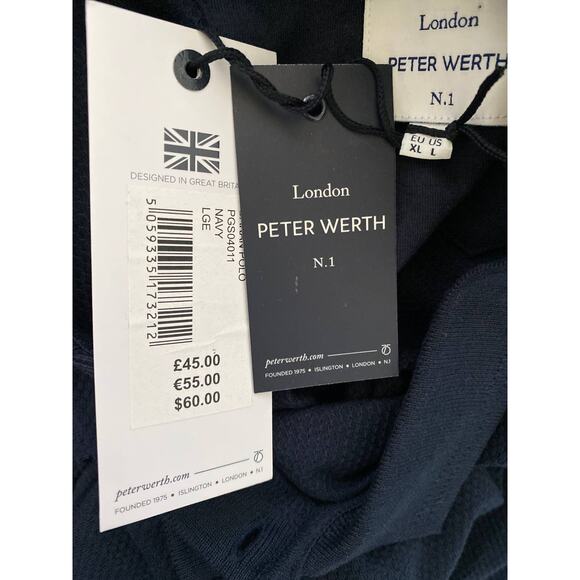 London
PETER WERTH
N.1
EU US
XL L
DESIGNED IN GREAT BRITA
POLO
PGS04011
NAVY
LGE
5059335173212
£45.00
€55.00
$60.00
peterwerth.com
FOUNDED 1975 • ISLINGTON • LONDON • N.1
London
PETER WERTH
N.1
peterwerth.com
FOUNDED 1975 • ISLINGTON • LONDON • N.1